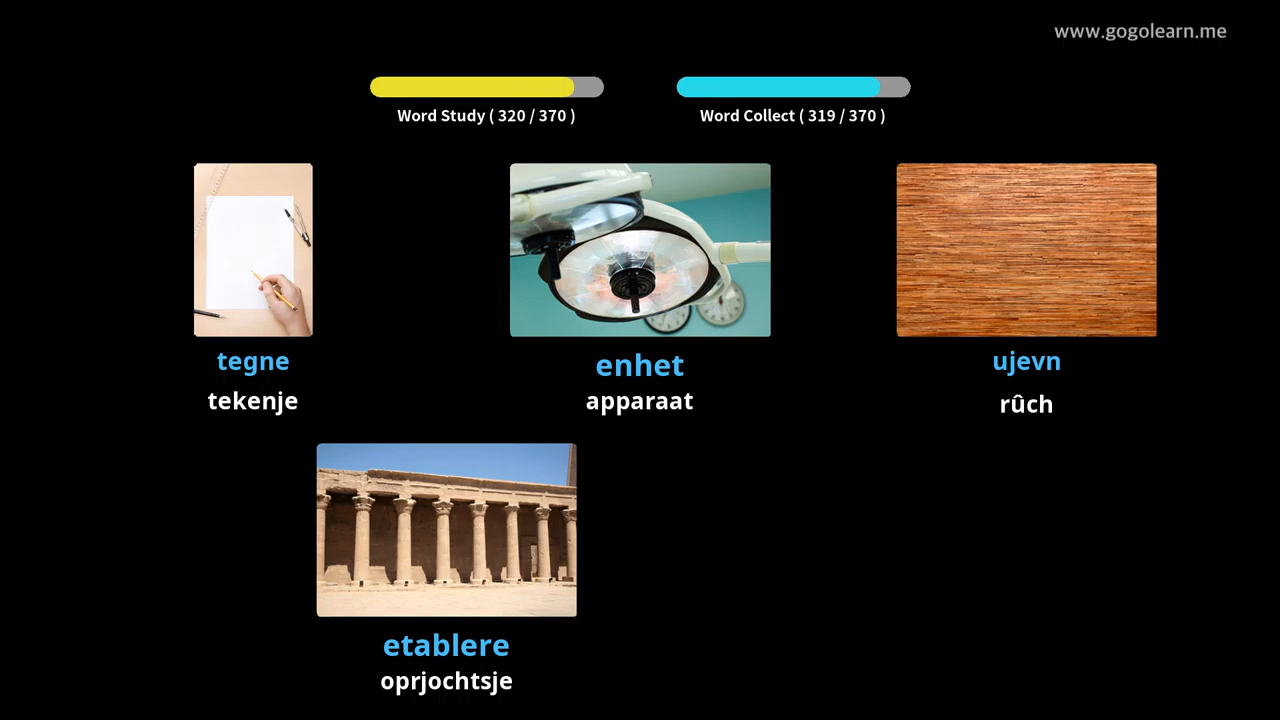 www.gogolearn.me
Word Study ( 320 / 370 )
Word Collect ( 319 / 370 )
tegne
tekenje
enhet
apparaat
ujevn
rûch
etablere
oprjochtsje